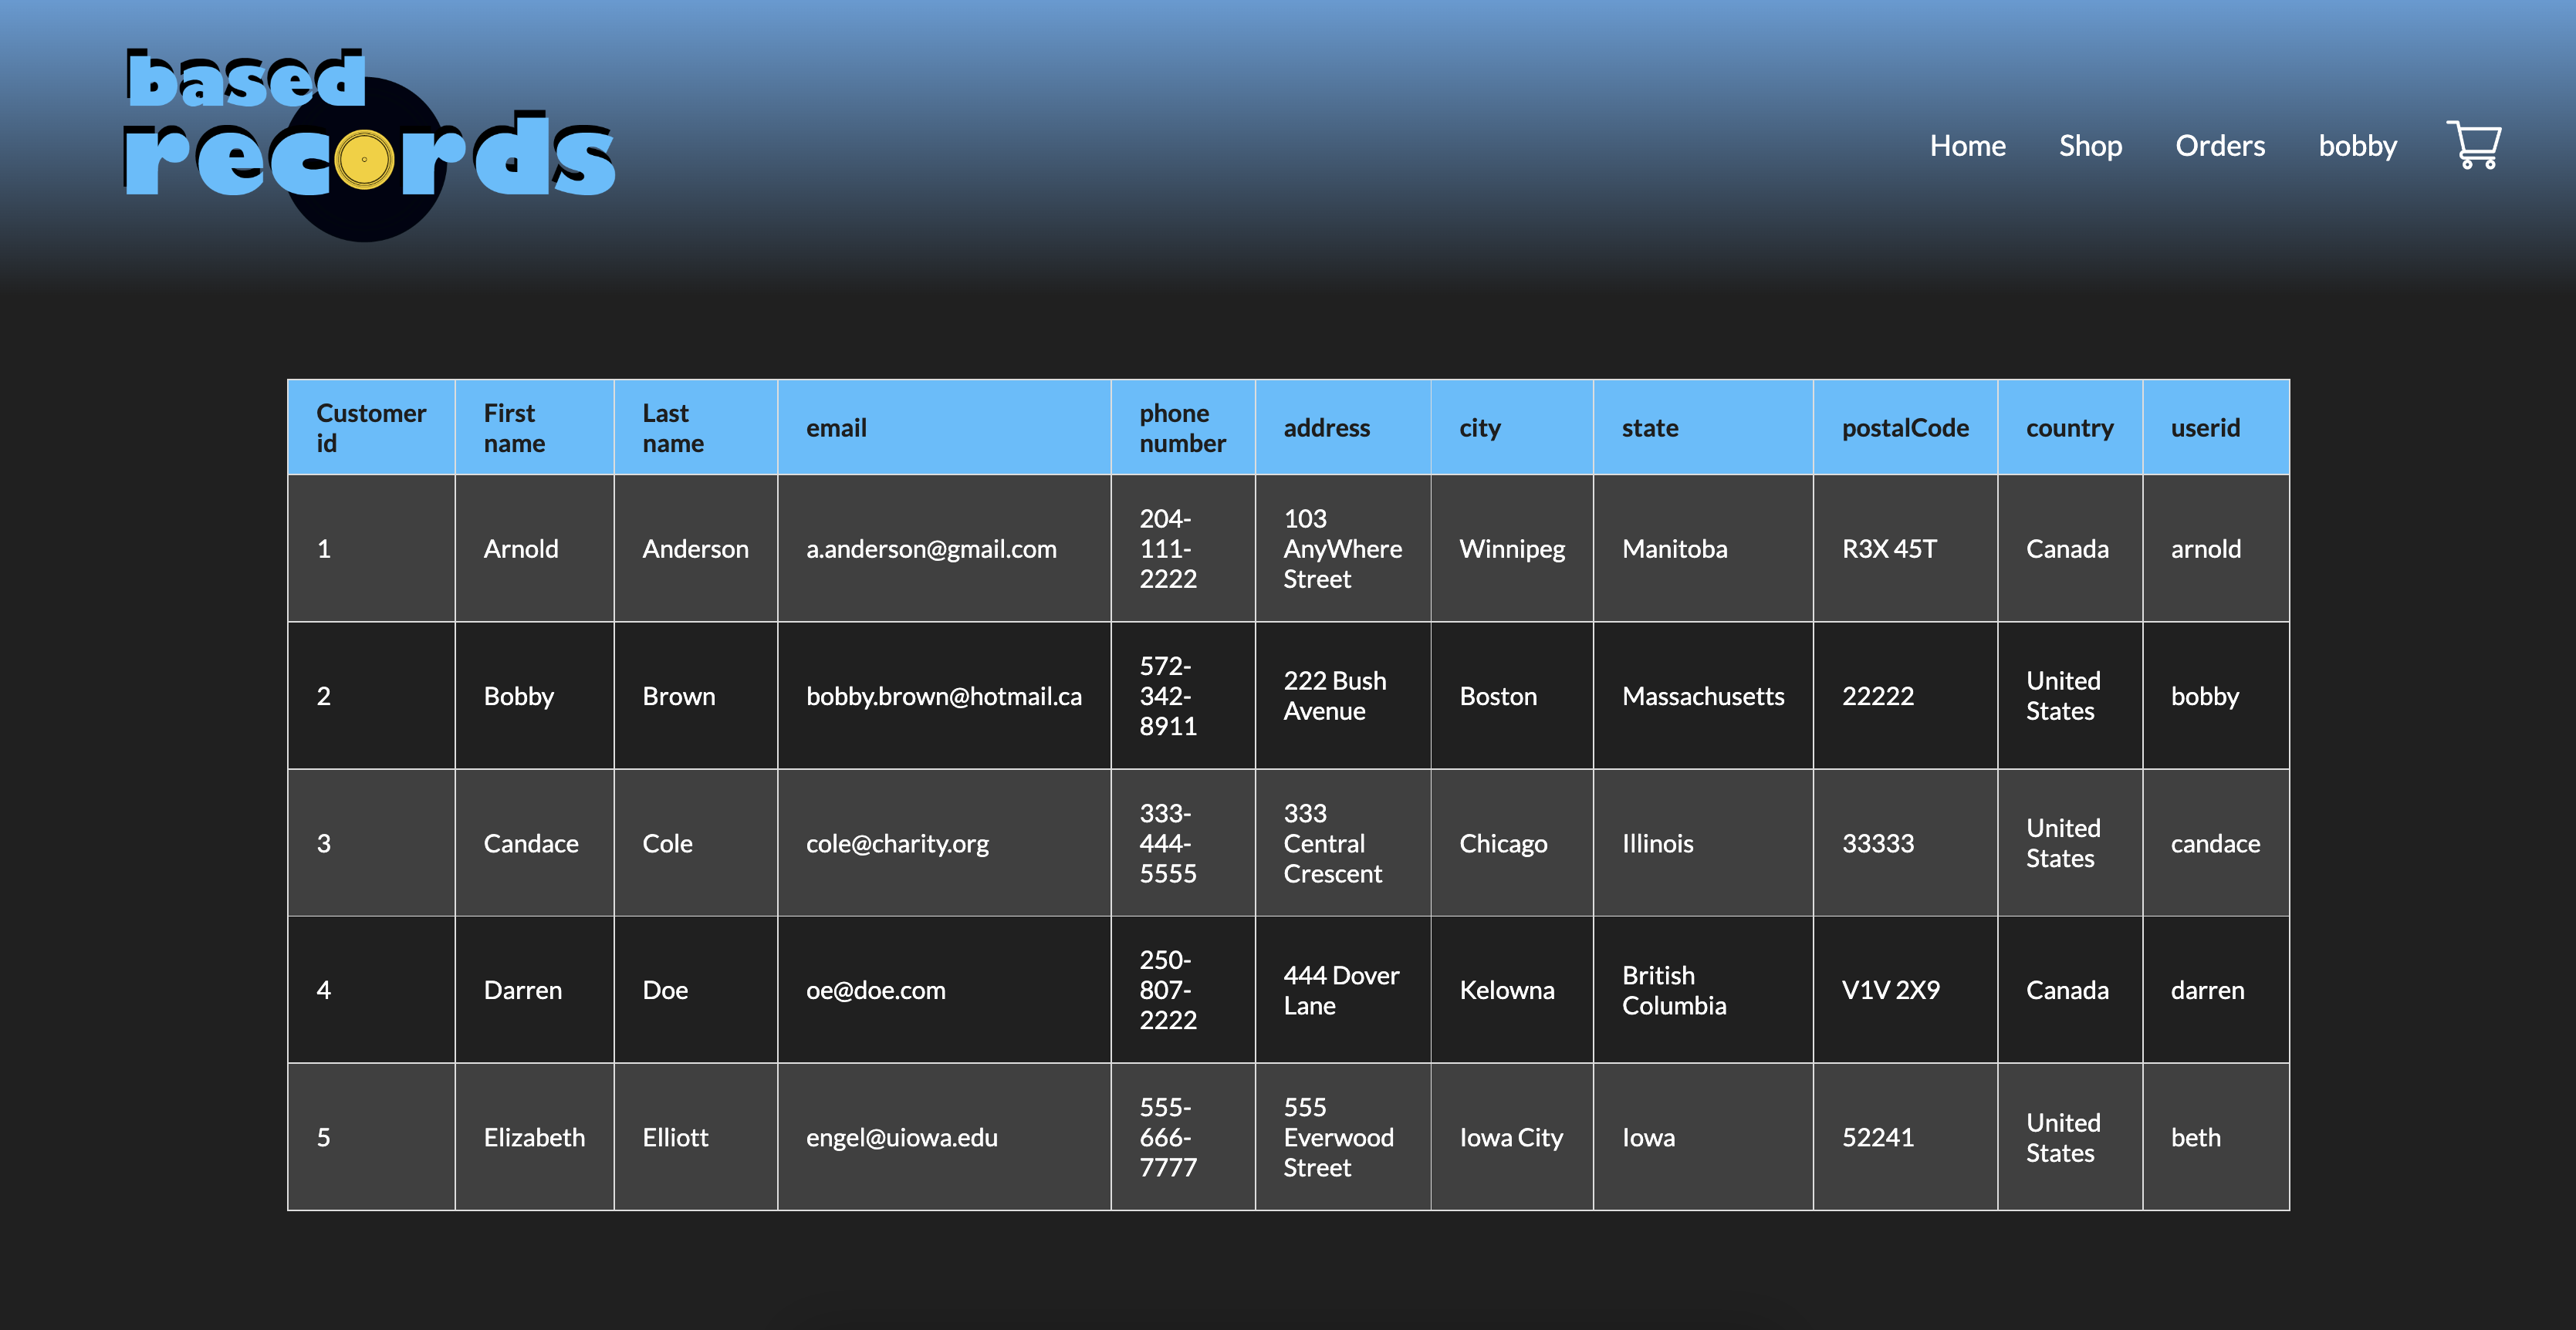 based
records
Home Shop Orders bobby
Customer id First name Last name email phone number address city state postalCode country userid
1 Arnold Anderson a.anderson@gmail.com 204-111-2222 103 AnyWhere Street Winnipeg Manitoba R3X 45T Canada arnold
2 Bobby Brown bobby.brown@hotmail.ca 572-342-8911 222 Bush Avenue Boston Massachusetts 22222 United States bobby
3 Candace Cole cole@charity.org 333-444-5555 333 Central Crescent Chicago Illinois 33333 United States candace
4 Darren Doe oe@doe.com 250-807-2222 444 Dover Lane Kelowna British Columbia V1V 2X9 Canada darren
5 Elizabeth Elliott engel@uiowa.edu 555-666-7777 555 Everwood Street Iowa City Iowa 52241 United States beth